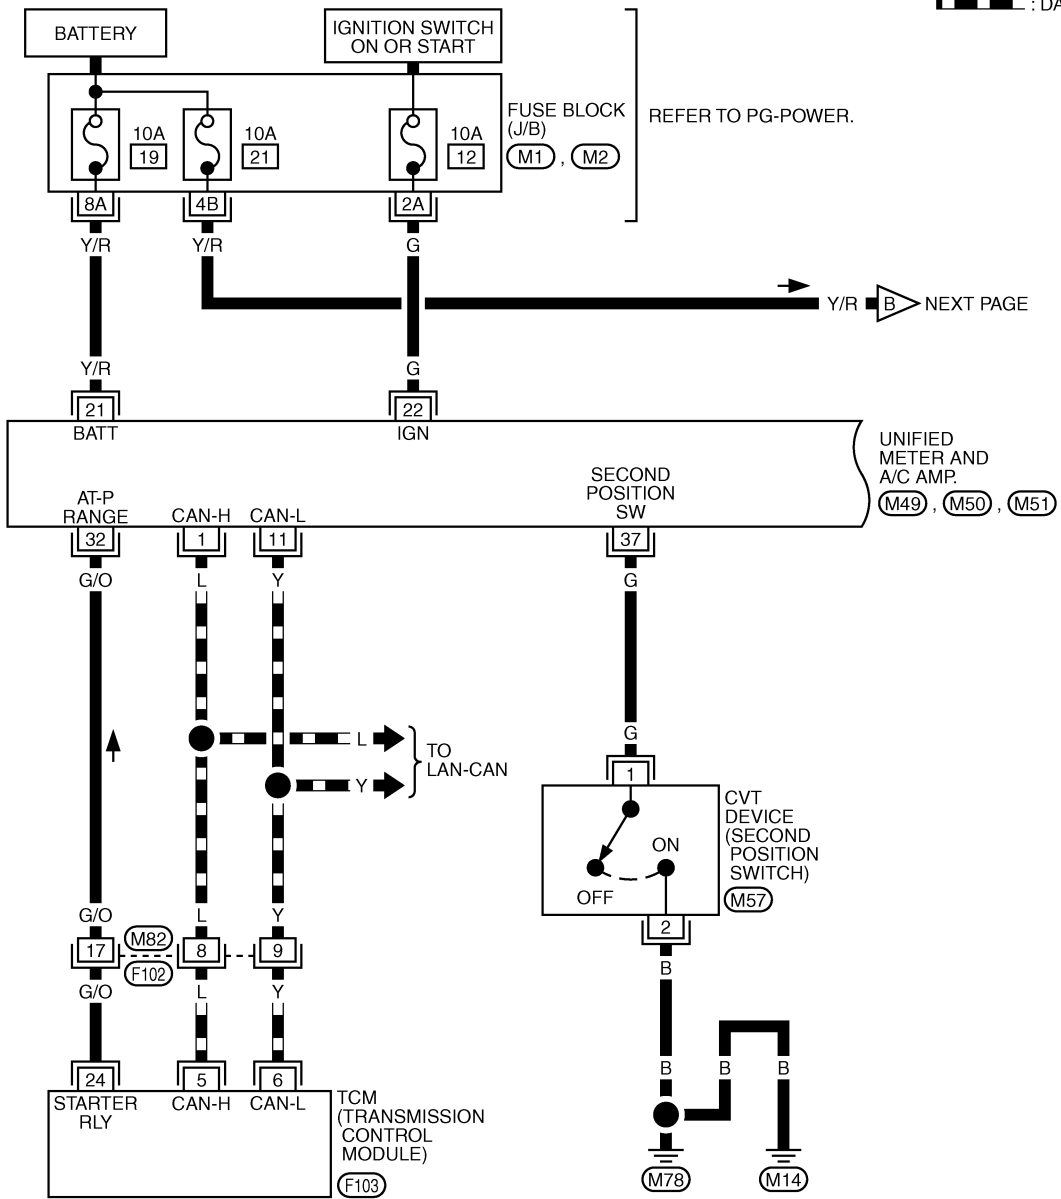 : DA
BATTERY
IGNITION SWITCH
ON OR START
10A
19
10A
21
10A
12
FUSE BLOCK
(J/B)
M1 , M2
REFER TO PG-POWER.
8A
4B
2A
Y/R
Y/R
G
Y/R
B
NEXT PAGE
Y/R
G
21
22
BATT
IGN
UNIFIED
METER AND
A/C AMP.
M49 , M50 , M51
AT-P
RANGE
CAN-H
CAN-L
SECOND
POSITION
SW
32
1
11
37
G/O
L
Y
G
L
Y
TO
LAN-CAN
G
1
CVT
DEVICE
(SECOND
POSITION
SWITCH)
M57
ON
OFF
2
G/O
L
Y
17
M82
F102
8
9
B
G/O
L
Y
24
5
6
B
B
B
STARTER
RLY
CAN-H
CAN-L
TCM
(TRANSMISSION
CONTROL
MODULE)
F103
M78
M14